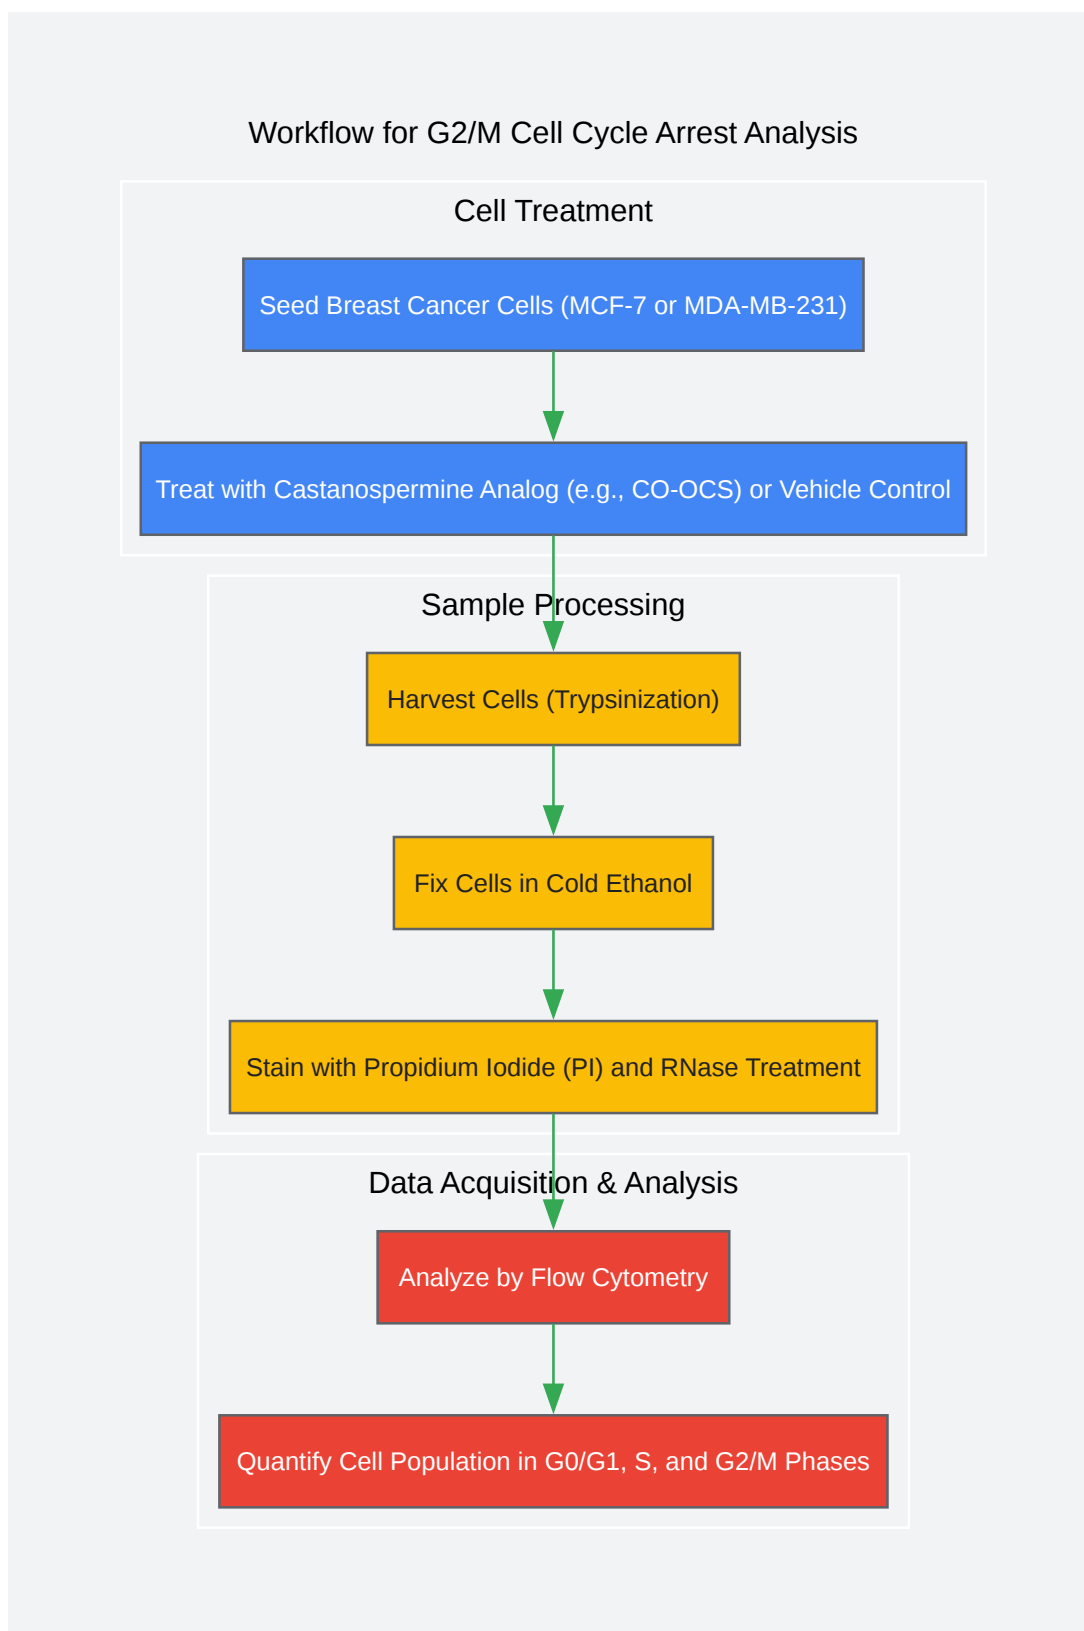 Workflow for G2/M Cell Cycle Arrest Analysis
Cell Treatment
Seed Breast Cancer Cells (MCF-7 or MDA-MB-231)
Treat with Castanospermine Analog (e.g., CO-OCS) or Vehicle Control
Sample Processing
Harvest Cells (Trypsinization)
Fix Cells in Cold Ethanol
Stain with Propidium Iodide (PI) and RNase Treatment
Data Acquisition & Analysis
Analyze by Flow Cytometry
Quantify Cell Population in G0/G1, S, and G2/M Phases